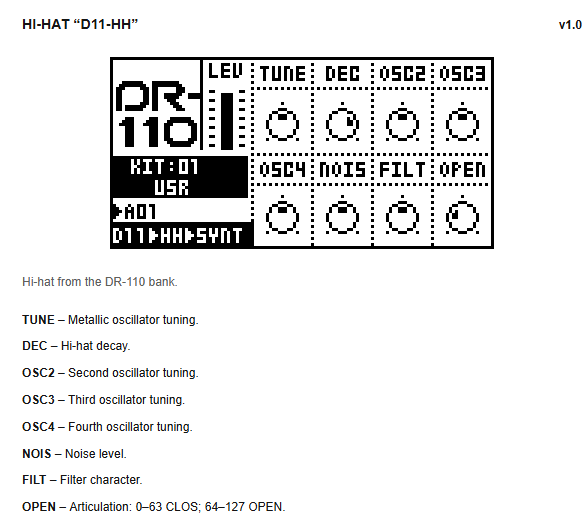 HI-HAT “D11-HH”
v1.0
DR-
110
LEV
TUNE
DEC
OSC2
OSC3
KIT:01
USR
OSC4
NOIS
FILT
OPEN
▶A01
D11▶HH▶SYNT
Hi-hat from the DR-110 bank.
TUNE – Metallic oscillator tuning.
DEC – Hi-hat decay.
OSC2 – Second oscillator tuning.
OSC3 – Third oscillator tuning.
OSC4 – Fourth oscillator tuning.
NOIS – Noise level.
FILT – Filter character.
OPEN – Articulation: 0–63 CLOS; 64–127 OPEN.